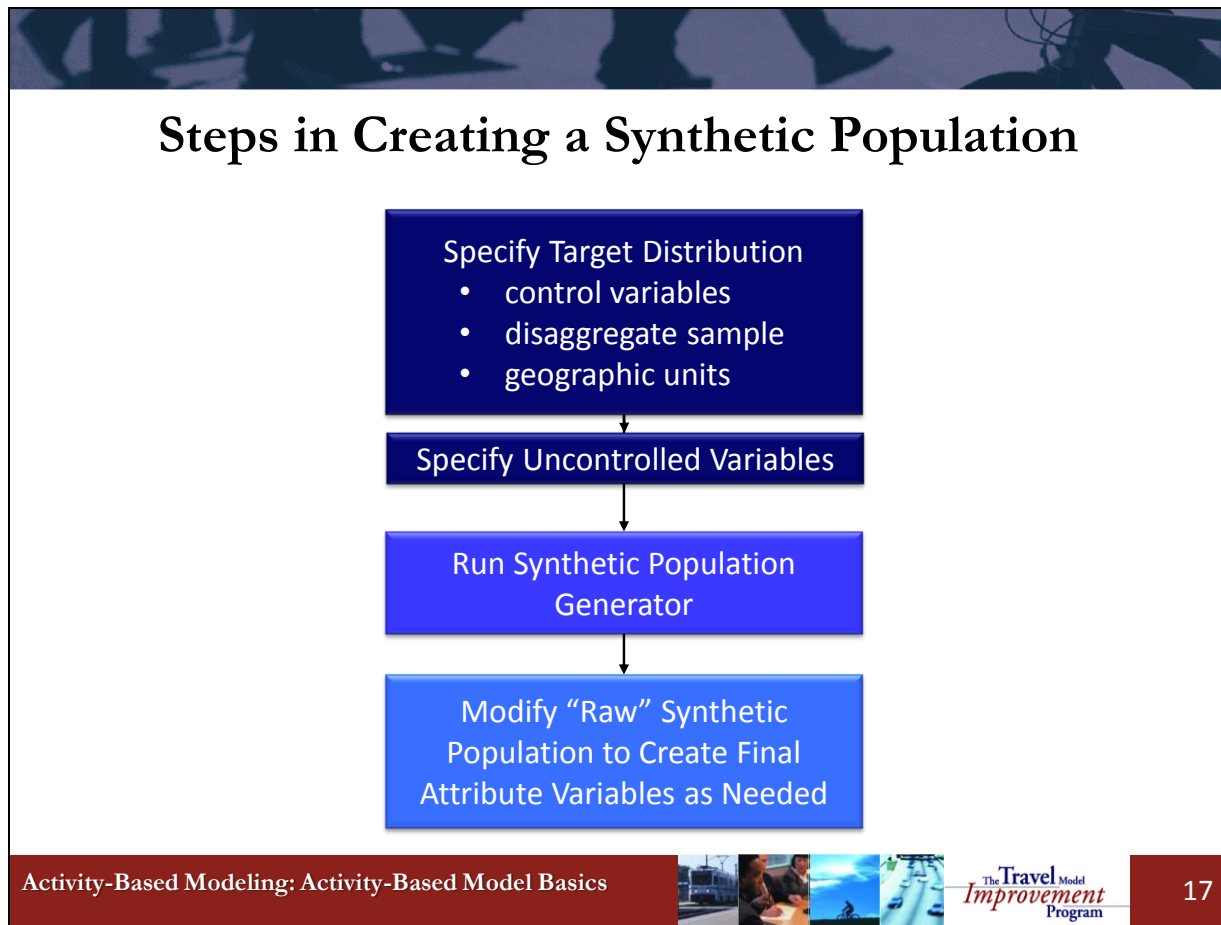 Steps in Creating a Synthetic Population
Specify Target Distribution
• control variables
• disaggregate sample
• geographic units
Specify Uncontrolled Variables
Run Synthetic Population
Generator
Modify “Raw” Synthetic
Population to Create Final
Attribute Variables as Needed
Activity-Based Modeling: Activity-Based Model Basics
The Travel Model
Improvement
Program
17